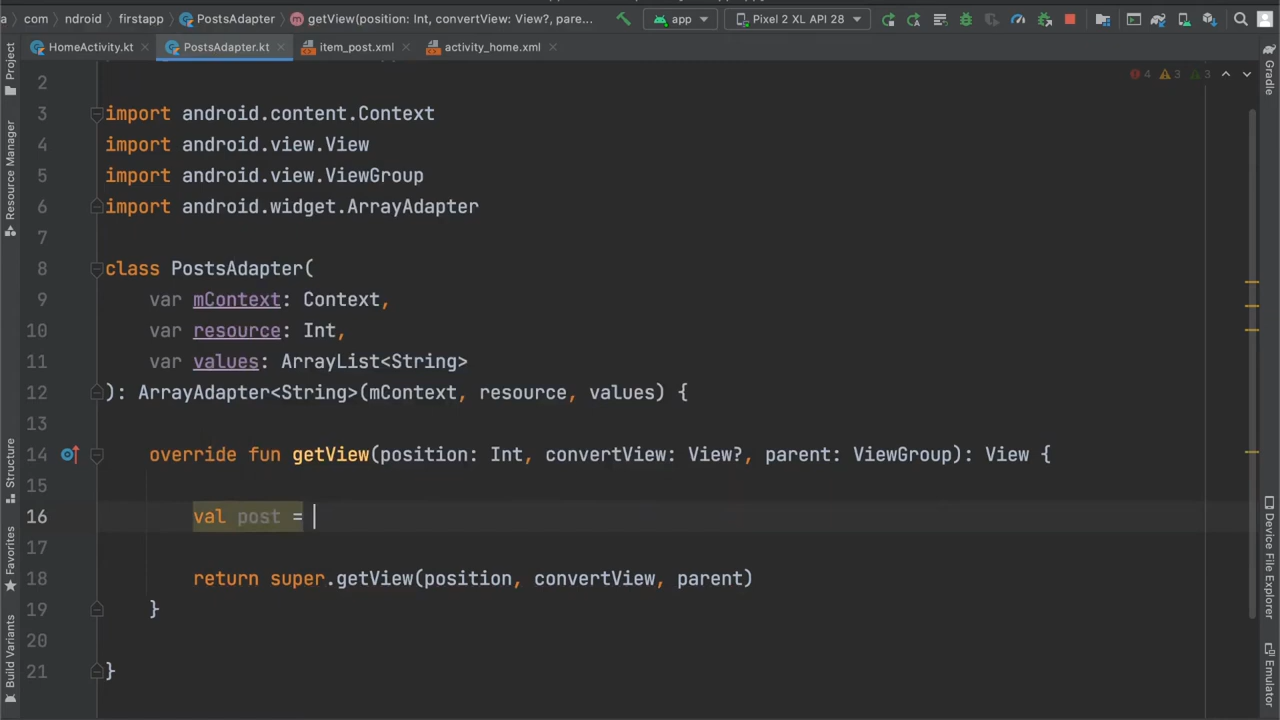 a › com › ndroid › firstapp › PostsAdapter › getView(position: Int, convertView: View?, pare... app Pixel 2 XL API 28
HomeActivity.kt PostsAdapter.kt item_post.xml activity_home.xml
4 3 3
2
3 import android.content.Context
4 import android.view.View
5 import android.view.ViewGroup
6 import android.widget.ArrayAdapter
7
8 class PostsAdapter(
9 var mContext: Context,
10 var resource: Int,
11 var values: ArrayList<String>
12 ): ArrayAdapter<String>(mContext, resource, values) {
13
14 override fun getView(position: Int, convertView: View?, parent: ViewGroup): View {
15
16 val post =
17
18 return super.getView(position, convertView, parent)
19 }
20
21 }
Project
Resource Manager
Structure
Favorites
Build Variants
Gradle
Device File Explorer
Emulator